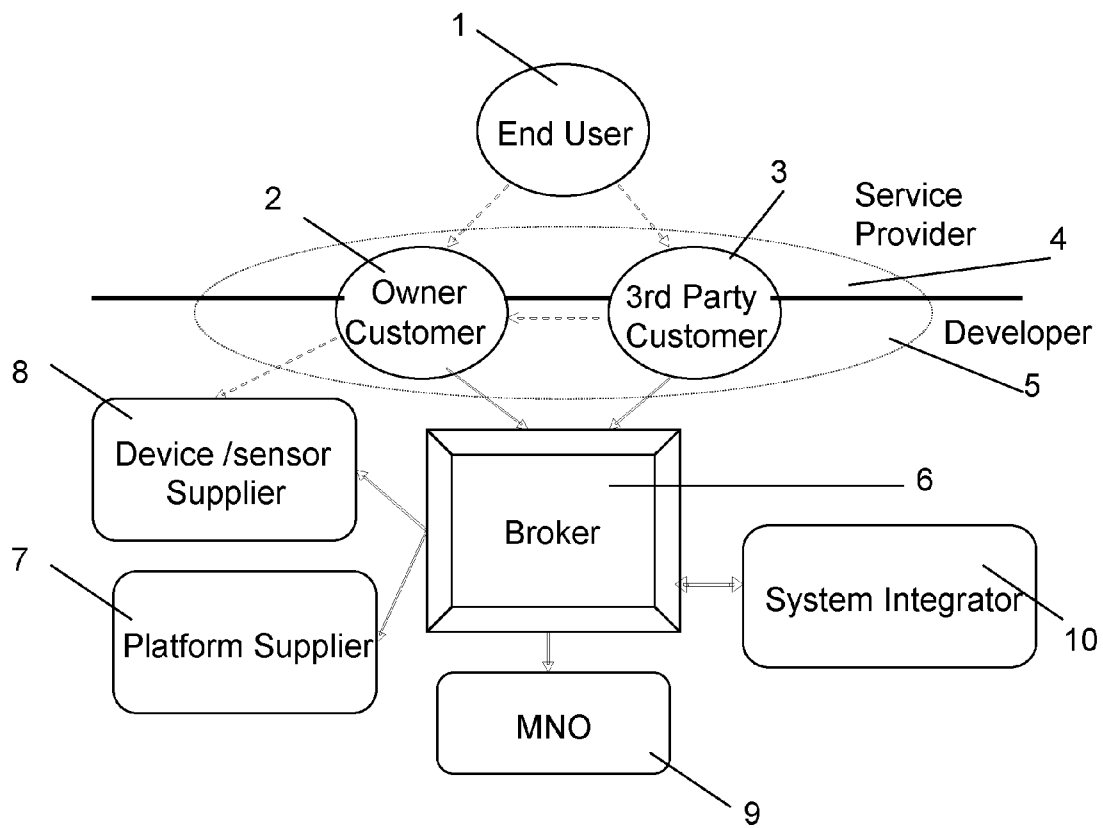 1
End User
2
3
Service
Provider
4
Owner
Customer
3rd Party
Customer
Developer
5
8
Device /sensor
Supplier
6
Broker
7
Platform Supplier
System Integrator
10
MNO
9